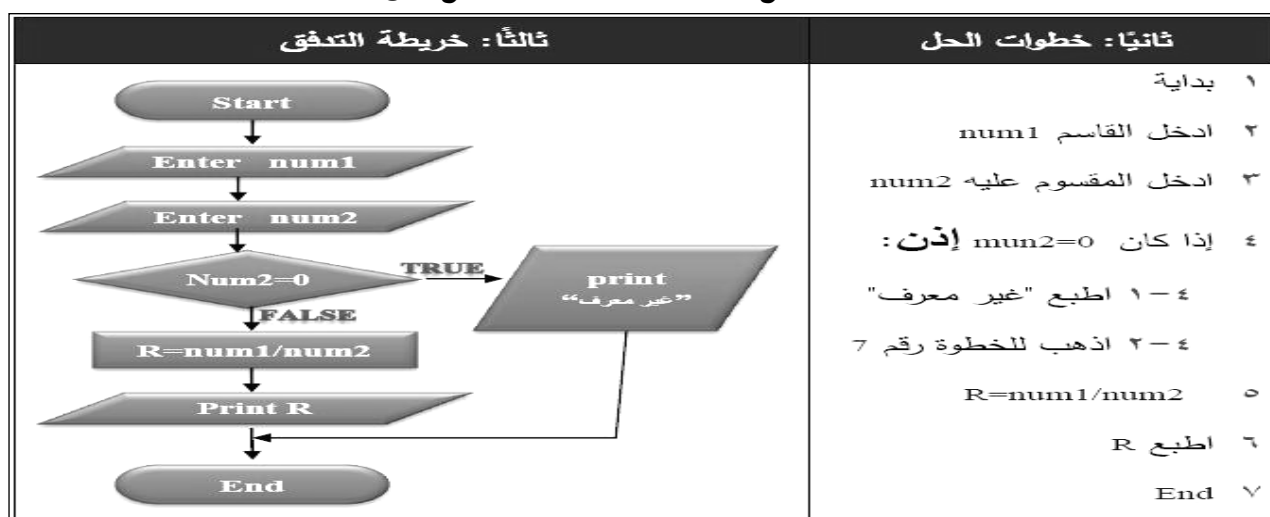 ثانيًا: خطوات الحل
١ بداية
٢ ادخل القاسم num1
٣ ادخل المقسوم عليه num2
٤ إذا كان mun2=0 إذن:
٤-١ اطبع "غير معرف"
٤-٢ اذهب للخطوة رقم 7
٥ R=num1/num2
٦ اطبع R
٧ End
ثالثًا: خريطة التدفق
Start
Enter num1
Enter num2
Num2=0
TRUE
print
“غير معرف”
FALSE
R=num1/num2
Print R
End